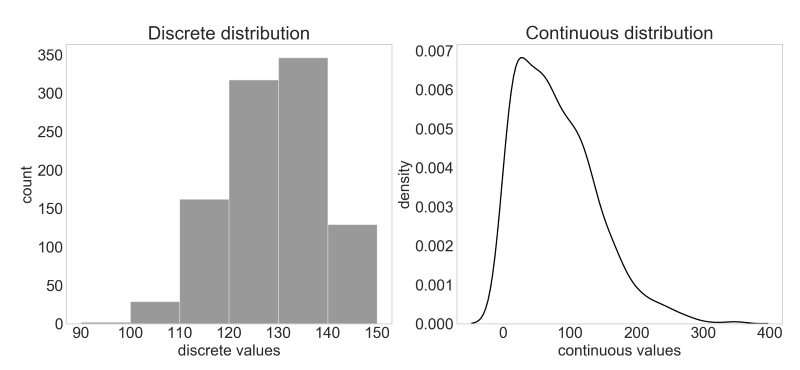 Discrete distribution
350
300
250
200
150
100
50
0
count
90 100 110 120 130 140 150
discrete values
Continuous distribution
0.007
0.006
0.005
0.004
0.003
0.002
0.001
0.000
density
0 100 200 300 400
continuous values